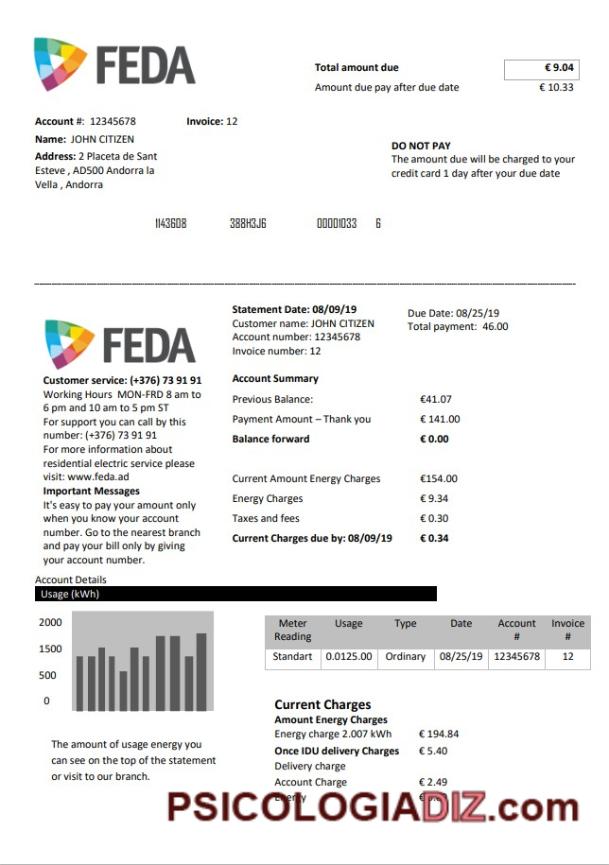 FEDA
Total amount due € 9.04
Amount due pay after due date € 10.33
Account #: 12345678 Invoice: 12
Name: JOHN CITIZEN
Address: 2 Placeta de Sant
Esteve , AD500 Andorra la
Vella , Andorra
DO NOT PAY
The amount due will be charged to your
credit card 1 day after your due date
1143608 388H3J6 00001033 6
FEDA
Customer service: (+376) 73 91 91
Working Hours MON-FRD 8 am to
6 pm and 10 am to 5 pm ST
For support you can call by this
number: (+376) 73 91 91
For more information about
residential electric service please
visit: www.feda.ad
Important Messages
It's easy to pay your amount only
when you know your account
number. Go to the nearest branch
and pay your bill only by giving
your account number.
Statement Date: 08/09/19
Customer name: JOHN CITIZEN
Account number: 12345678
Invoice number: 12
Due Date: 08/25/19
Total payment: 46.00
Account Summary
Previous Balance: €41.07
Payment Amount – Thank you € 141.00
Balance forward € 0.00
Current Amount Energy Charges €154.00
Energy Charges € 9.34
Taxes and fees € 0.30
Current Charges due by: 08/09/19 € 0.34
Account Details
Usage (kWh)
2000
1500
500
0
The amount of usage energy you
can see on the top of the statement
or visit to our branch.
Meter Reading Usage Type Date Account # Invoice #
Standart 0.0125.00 Ordinary 08/25/19 12345678 12
Current Charges
Amount Energy Charges
Energy charge 2.007 kWh € 194.84
Once IDU delivery Charges € 5.40
Delivery charge
Account Charge € 2.49
Energy
PSICOLOGIADIZ.com